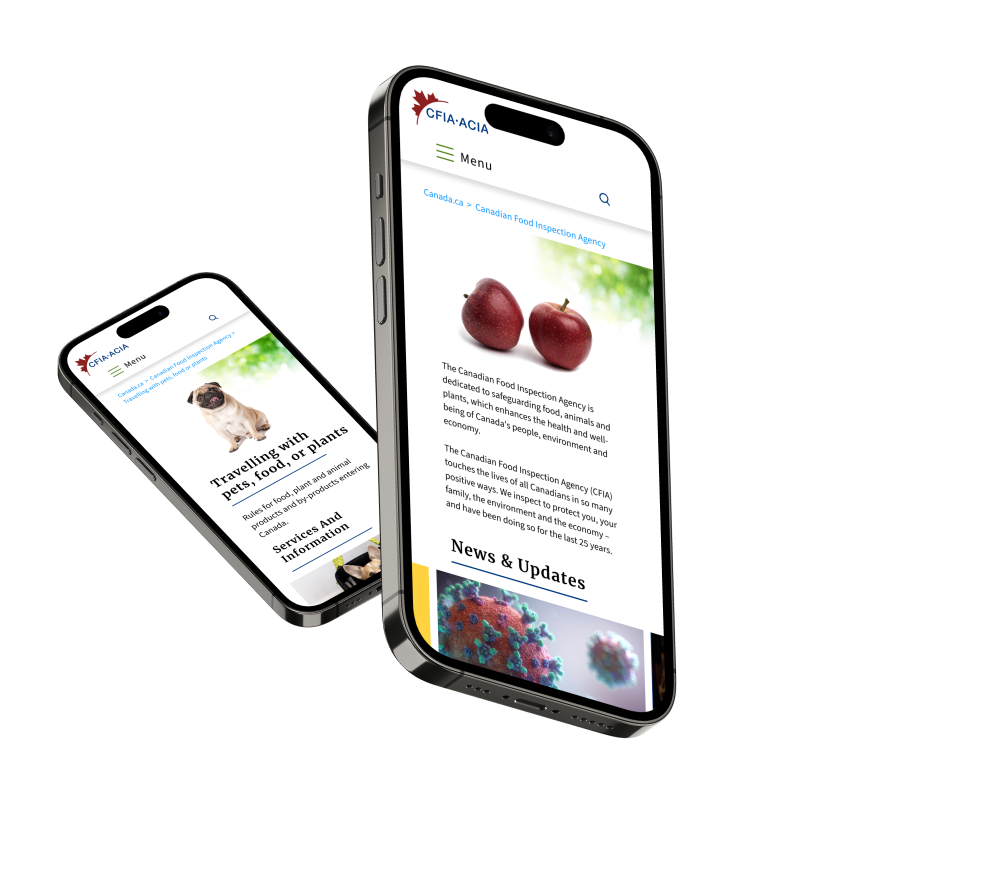 CFIA·ACIA
Menu
Canada.ca > Canadian Food Inspection Agency
The Canadian Food Inspection Agency is
dedicated to safeguarding food, animals and
plants, which enhances the health and well-
being of Canada's people, environment and
economy.
The Canadian Food Inspection Agency (CFIA)
touches the lives of all Canadians in so many
positive ways. We inspect to protect you, your
family, the environment and the economy –
and have been doing so for the last 25 years.
News & Updates
CFIA·ACIA
Menu
Canada.ca > Canadian Food Inspection Agency >
Travelling with pets, food or plants
Travelling with
pets, food, or plants
Rules for food, plant and animal
products and by-products entering
Canada.
Services And
Information